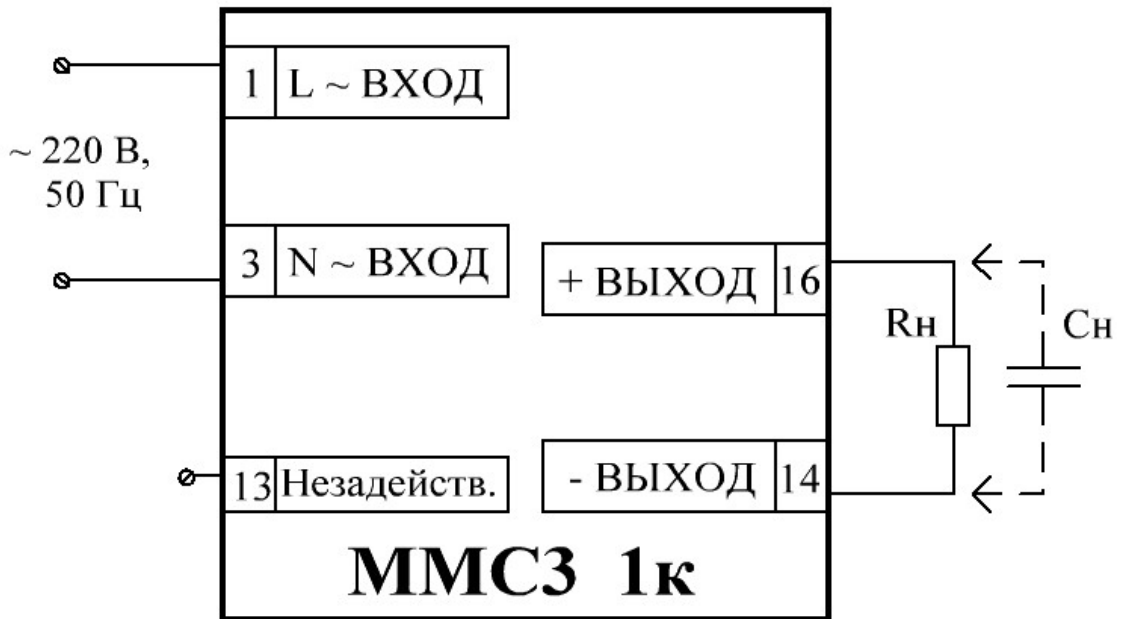 1 L ~ ВХОД
~ 220 В,
50 Гц
3 N ~ ВХОД
+ ВЫХОД 16
Rн
Cн
13 Незадейств.
- ВЫХОД 14
ММС3 1к